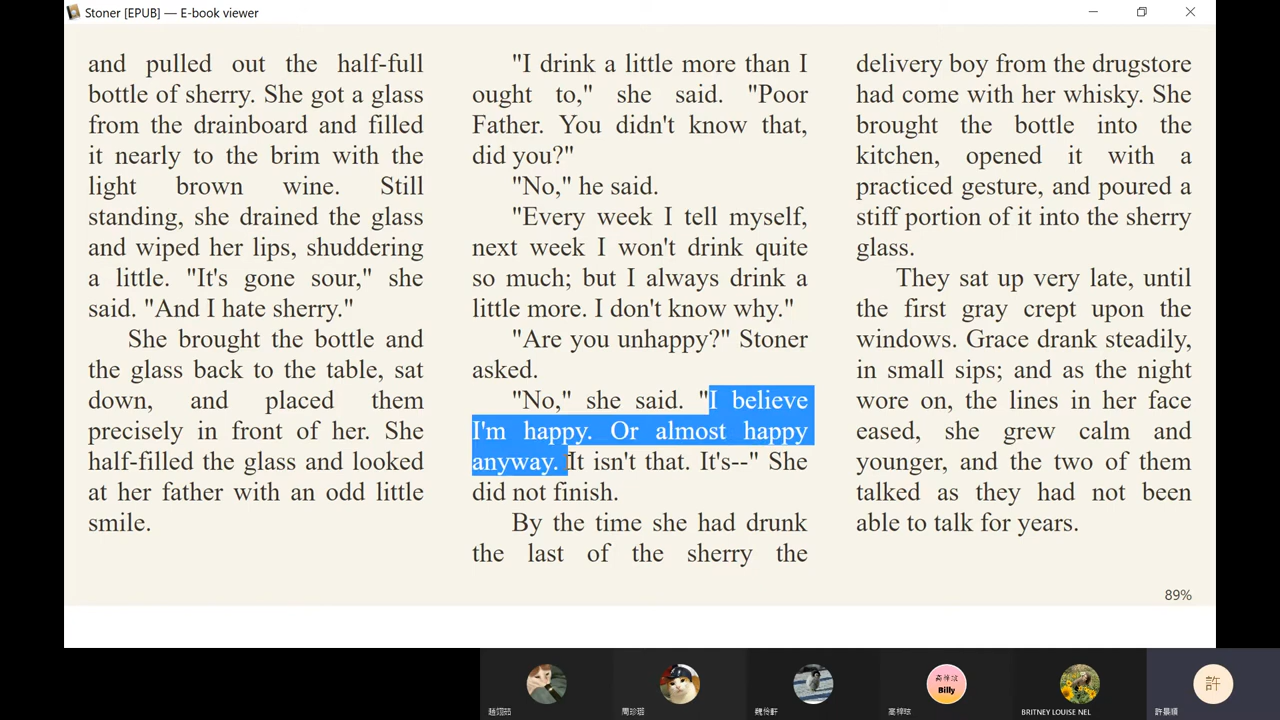 Stoner [EPUB] — E-book viewer
and pulled out the half-full
bottle of sherry. She got a glass
from the drainboard and filled
it nearly to the brim with the
light brown wine. Still
standing, she drained the glass
and wiped her lips, shuddering
a little. "It's gone sour," she
said. "And I hate sherry."
She brought the bottle and
the glass back to the table, sat
down, and placed them
precisely in front of her. She
half-filled the glass and looked
at her father with an odd little
smile.
"I drink a little more than I
ought to," she said. "Poor
Father. You didn't know that,
did you?"
"No," he said.
"Every week I tell myself,
next week I won't drink quite
so much; but I always drink a
little more. I don't know why."
"Are you unhappy?" Stoner
asked.
"No," she said. "I believe
I'm happy. Or almost happy
anyway. It isn't that. It's--" She
did not finish.
By the time she had drunk
the last of the sherry the
delivery boy from the drugstore
had come with her whisky. She
brought the bottle into the
kitchen, opened it with a
practiced gesture, and poured a
stiff portion of it into the sherry
glass.
They sat up very late, until
the first gray crept upon the
windows. Grace drank steadily,
in small sips; and as the night
wore on, the lines in her face
eased, she grew calm and
younger, and the two of them
talked as they had not been
able to talk for years.
89%
Billy
許
BRITNEY LOUISE NEL